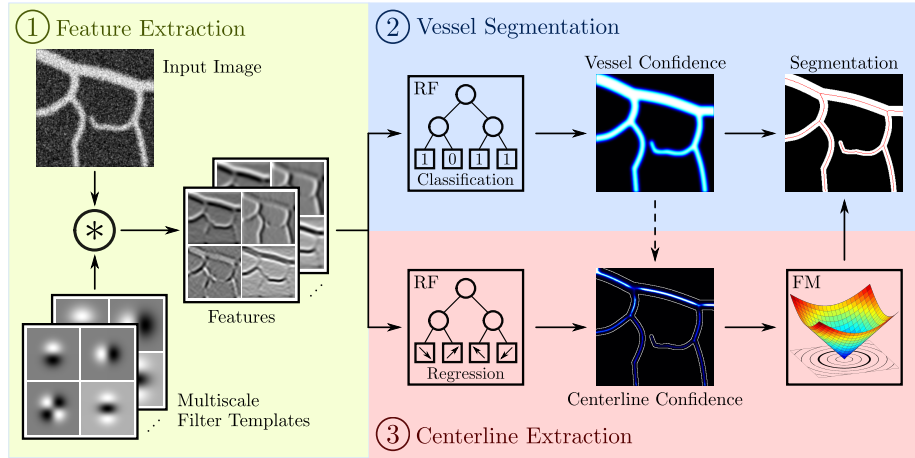 1 Feature Extraction
Input Image
*
Features
Multiscale
Filter Templates
2 Vessel Segmentation
RF
1 0 1 1
Classification
Vessel Confidence
Segmentation
RF
Regression
Centerline Confidence
FM
3 Centerline Extraction